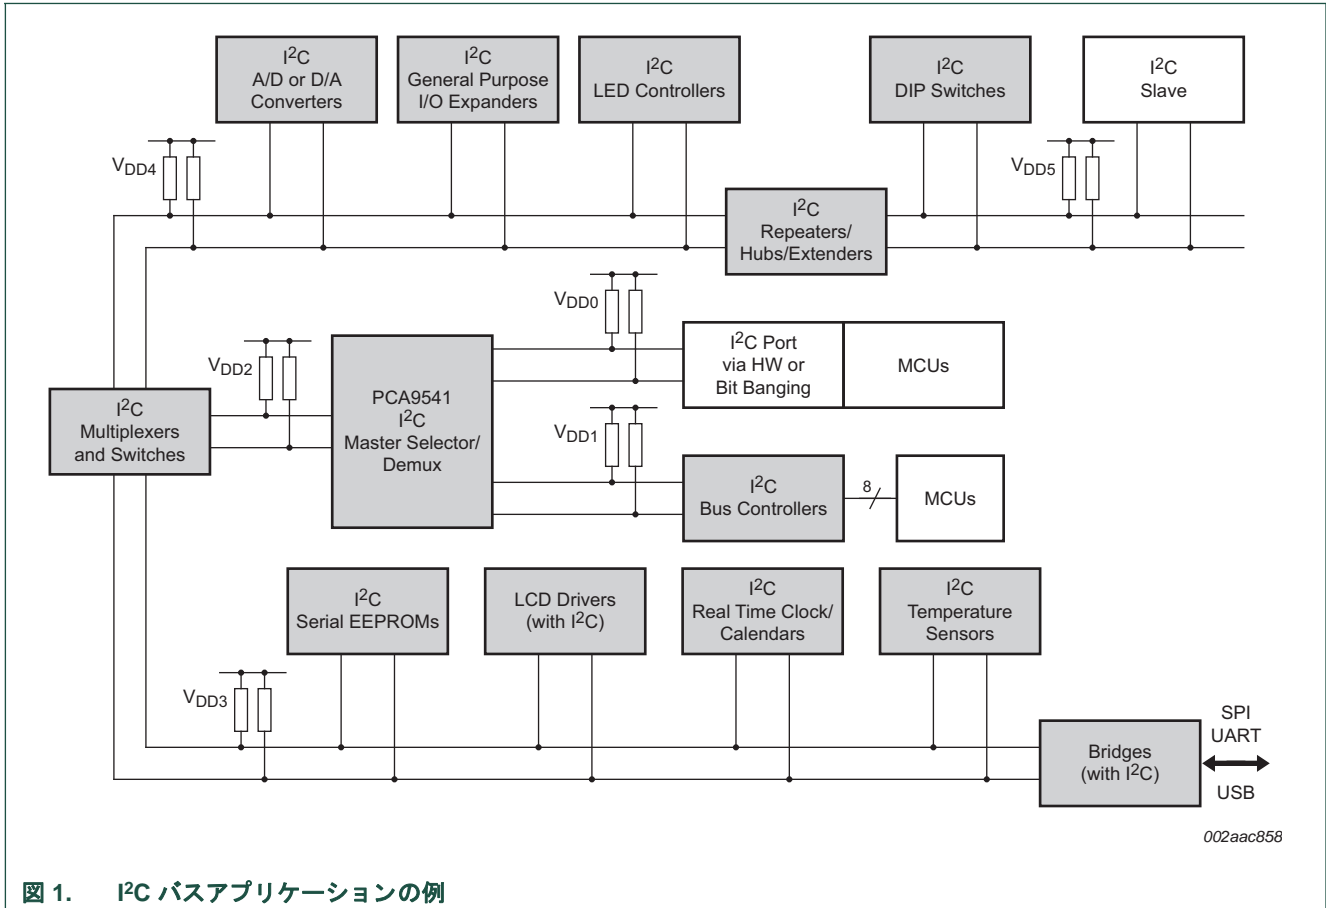 I²C
A/D or D/A
Converters
I²C
General Purpose
I/O Expanders
I²C
LED Controllers
I²C
DIP Switches
I²C
Slave
VDD4
VDD5
I²C
Repeaters/
Hubs/Extenders
VDD0
I²C Port
via HW or
Bit Banging
MCUs
VDD2
PCA9541
I²C
Master Selector/
Demux
I²C
Multiplexers
and Switches
VDD1
I²C
Bus Controllers
8
MCUs
I²C
Serial EEPROMs
LCD Drivers
(with I²C)
I²C
Real Time Clock/
Calendars
I²C
Temperature
Sensors
VDD3
Bridges
(with I²C)
SPI
UART
USB
002aac858
図 1. I²C バスアプリケーションの例